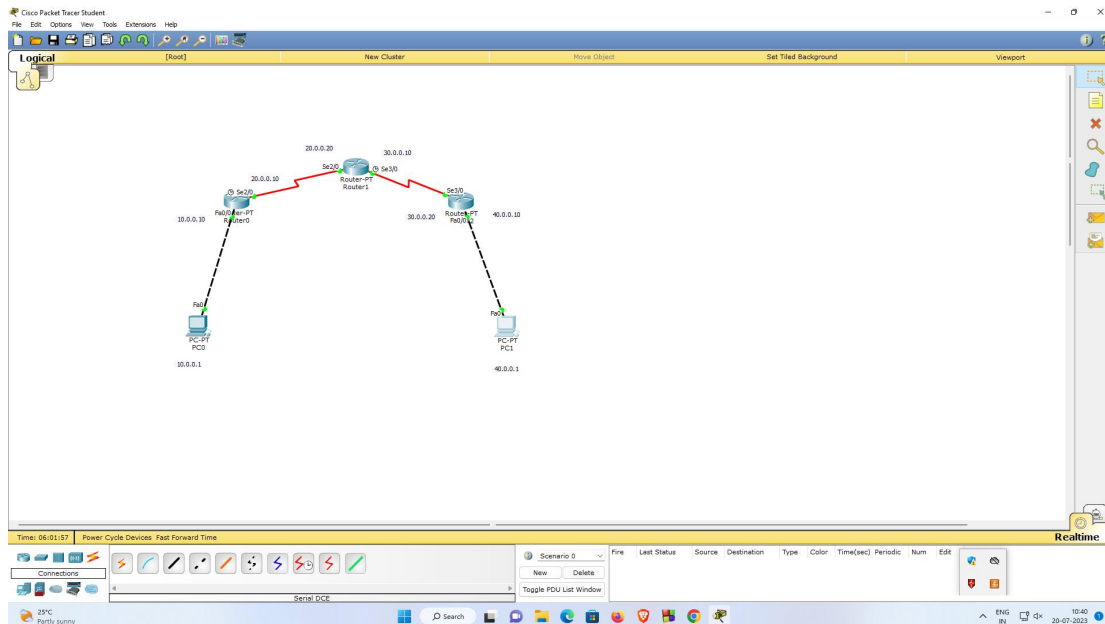 Cisco Packet Tracer Student
File Edit Options View Tools Extensions Help
Logical [Root] New Cluster Move Object Set Tiled Background Viewport
20.0.0.20 30.0.0.10
Se2/0 Se3/0
20.0.0.10 Router-PT
Router1
Se2/0 Se3/0
10.0.0.10 Fa0/0 Router0
30.0.0.20 Router-PT 40.0.0.10
Fa0/0
Fa0 Fa0
PC-PT PC-PT
PC0 PC1
10.0.0.1 40.0.0.1
Time: 06:01:57 Power Cycle Devices Fast Forward Time Realtime
Scenario 0 Fire Last Status Source Destination Type Color Time(sec) Periodic Num Edit
Connections New Delete
Toggle PDU List Window
Serial DCE
25°C Search ENG 10:40
Partly sunny IN 20-07-2023